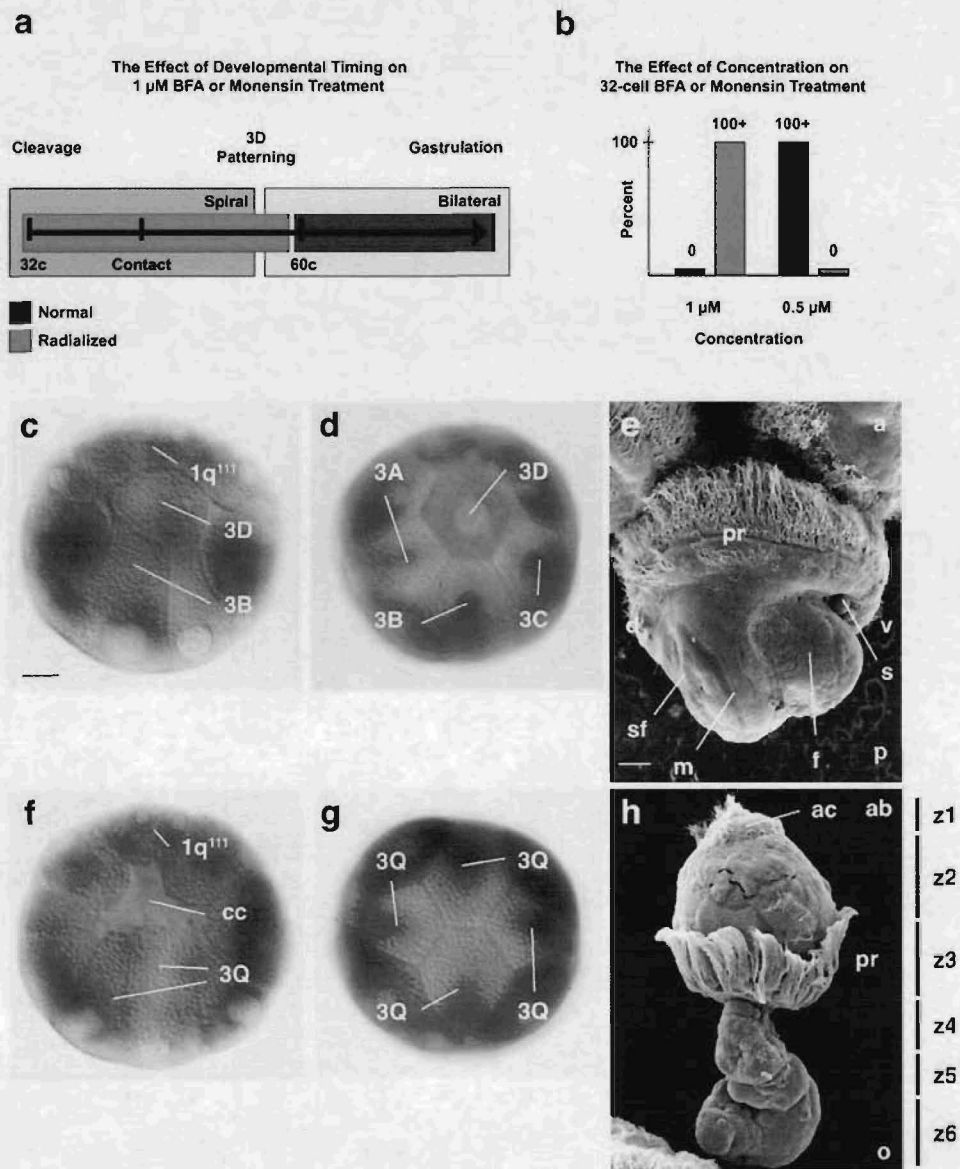 a
The Effect of Developmental Timing on
1 µM BFA or Monensin Treatment
Cleavage
3D
Patterning
Gastrulation
Spiral
Bilateral
32c
Contact
60c
Normal
Radialized
b
The Effect of Concentration on
32-cell BFA or Monensin Treatment
100+ 100+
100
Percent
0
0
1 µM
0.5 µM
Concentration
c
1q¹¹¹
3D
3B
d
3A
3D
3B
3C
e
a
pr
v
s
sf
m
f
p
f
1q¹¹¹
cc
3Q
g
3Q
3Q
3Q
3Q
3Q
h
ac
ab
pr
o
z1
z2
z3
z4
z5
z6